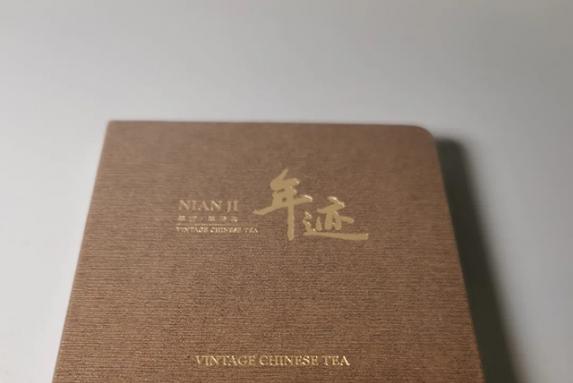 NIAN JI
年迹
VINTAGE CHINESE TEA
VINTAGE CHINESE TEA